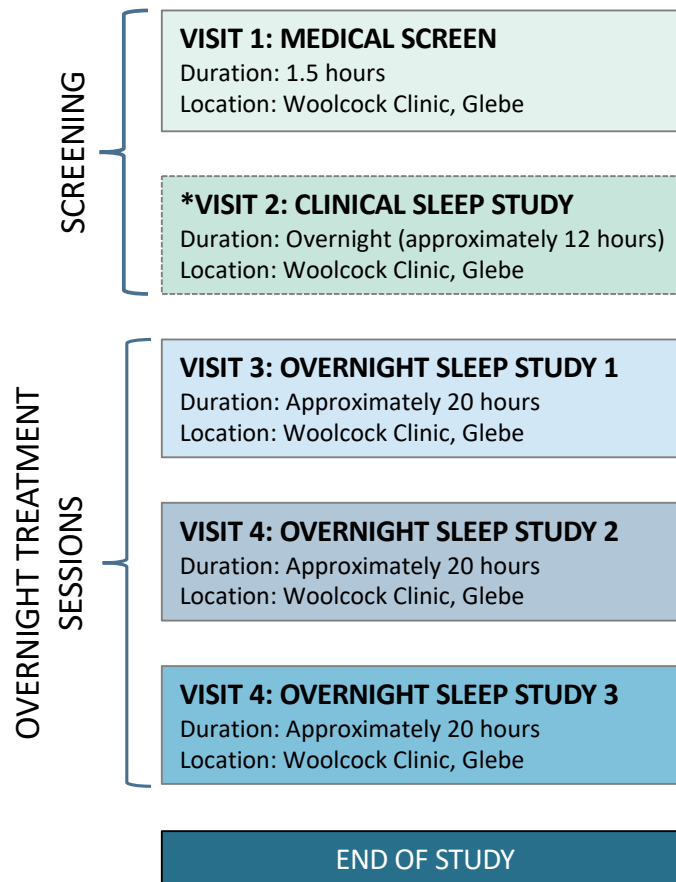 SCREENING
VISIT 1: MEDICAL SCREEN
Duration: 1.5 hours
Location: Woolcock Clinic, Glebe
*VISIT 2: CLINICAL SLEEP STUDY
Duration: Overnight (approximately 12 hours)
Location: Woolcock Clinic, Glebe
OVERNIGHT TREATMENT
SESSIONS
VISIT 3: OVERNIGHT SLEEP STUDY 1
Duration: Approximately 20 hours
Location: Woolcock Clinic, Glebe
VISIT 4: OVERNIGHT SLEEP STUDY 2
Duration: Approximately 20 hours
Location: Woolcock Clinic, Glebe
VISIT 4: OVERNIGHT SLEEP STUDY 3
Duration: Approximately 20 hours
Location: Woolcock Clinic, Glebe
END OF STUDY